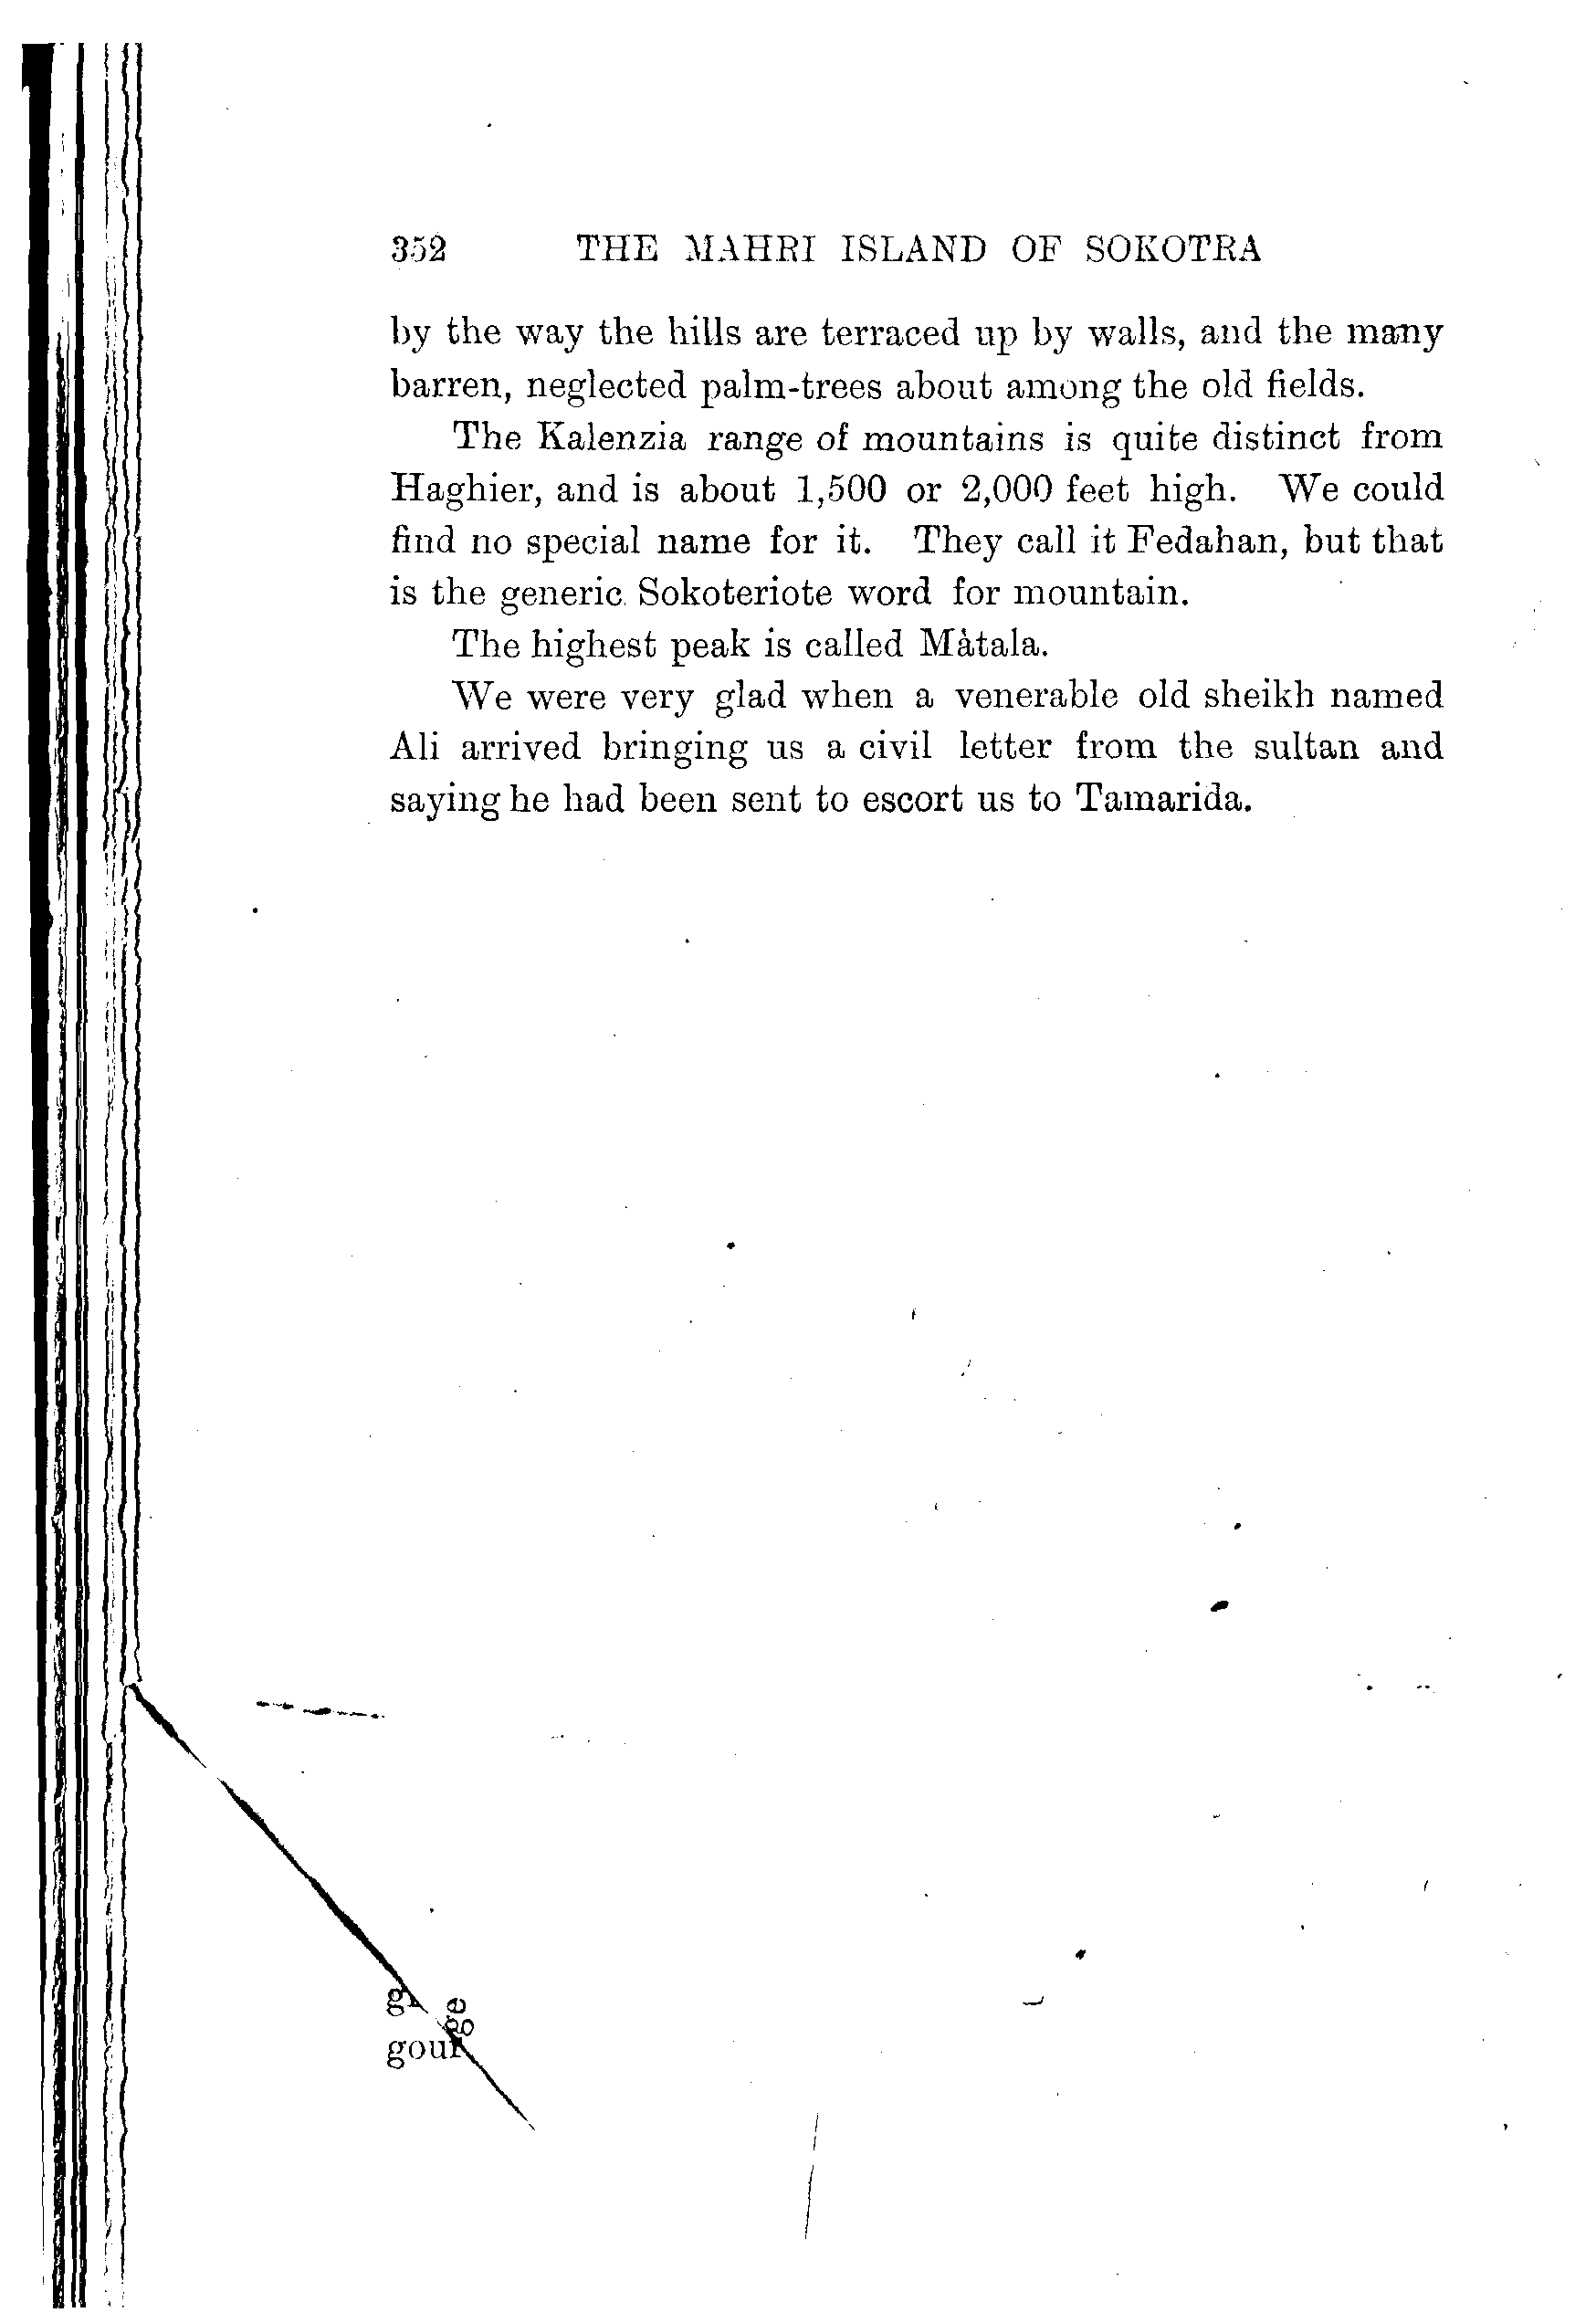 352 THE MAHRI ISLAND OF SOKOTRA
by the way the hills are terraced up by walls, and the many
barren, neglected palm-trees about among the old fields.
The Kalenzia range of mountains is quite distinct from
Haghier, and is about 1,500 or 2,000 feet high. We could
find no special name for it. They call it Fedahan, but that
is the generic Sokoteriote word for mountain.
The highest peak is called Màtala.
We were very glad when a venerable old sheikh named
Ali arrived bringing us a civil letter from the sultan and
saying he had been sent to escort us to Tamarida.